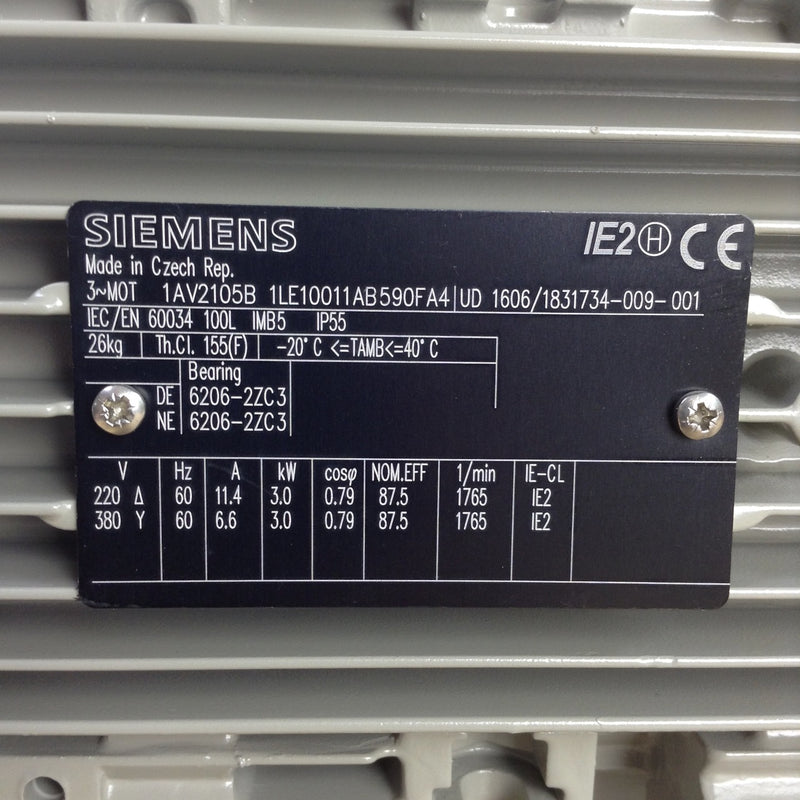 SIEMENS IE2 H CE
Made in Czech Rep.
3~MOT 1AV2105B 1LE10011AB590FA4 UD 1606/1831734-009-001
IEC/EN 60034 100L IMB5 IP55
26kg Th.Cl. 155(F) -20° C <=TAMB<=40° C
Bearing
DE 6206-2ZC3
NE 6206-2ZC3
V Hz A kW cosφ NOM.EFF 1/min IE-CL
220 Δ 60 11.4 3.0 0.79 87.5 1765 IE2
380 Y 60 6.6 3.0 0.79 87.5 1765 IE2